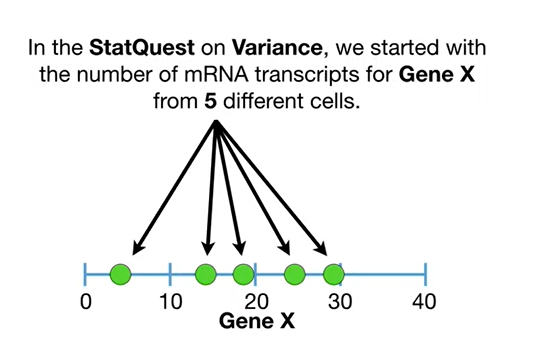 In the StatQuest on Variance, we started with
the number of mRNA transcripts for Gene X
from 5 different cells.
0 10 20 30 40
Gene X